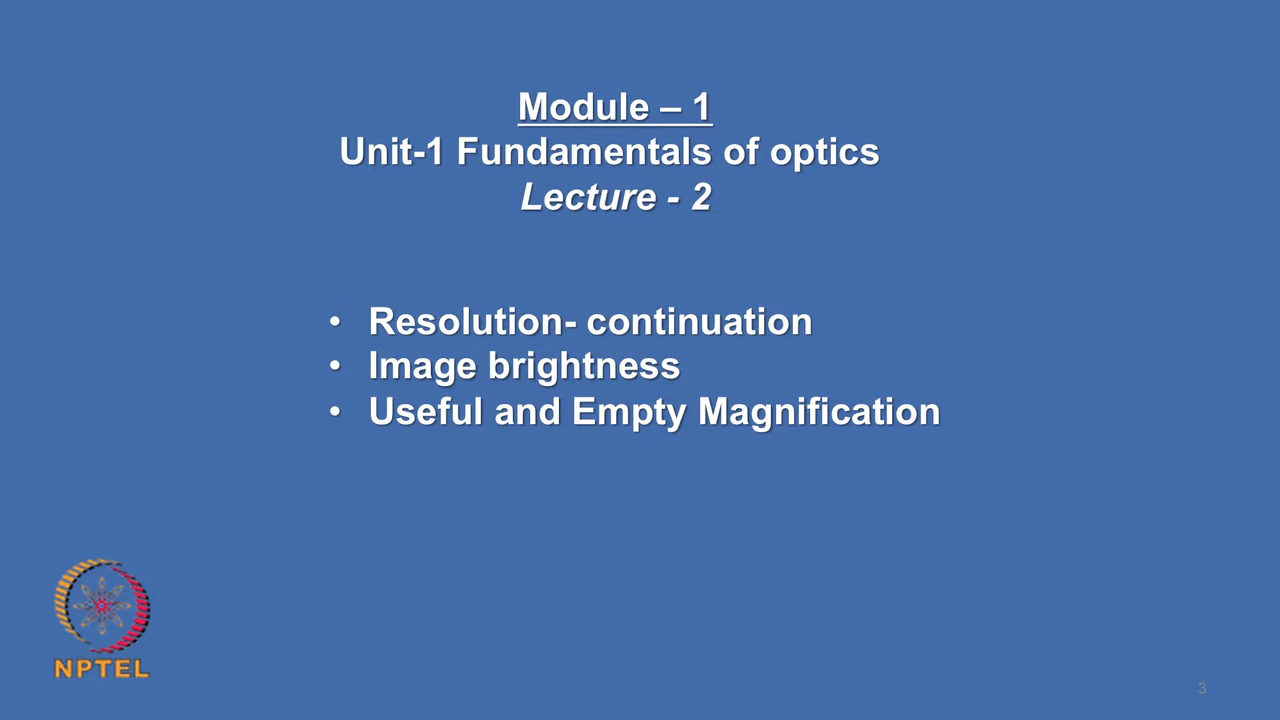 Module – 1
Unit-1 Fundamentals of optics
Lecture - 2
• Resolution- continuation
• Image brightness
• Useful and Empty Magnification
NPTEL
3